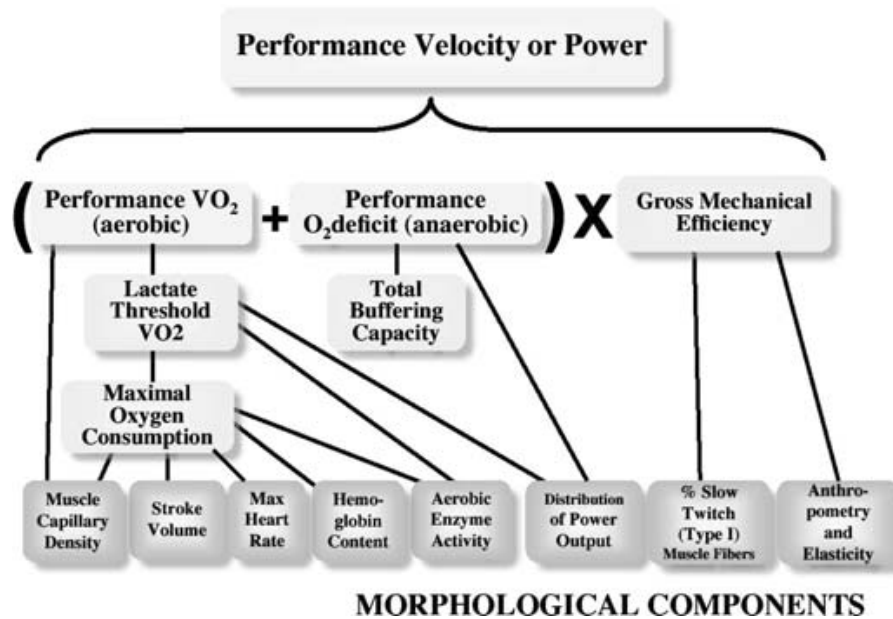 Performance Velocity or Power
( Performance VO₂
(aerobic)
+
Performance
O₂deficit (anaerobic) )
X
Gross Mechanical
Efficiency
Lactate
Threshold
VO2
Total
Buffering
Capacity
Maximal
Oxygen
Consumption
Muscle
Capillary
Density
Stroke
Volume
Max
Heart
Rate
Hemo-
globin
Content
Aerobic
Enzyme
Activity
Distribution
of Power
Output
% Slow
Twitch
(Type I)
Muscle Fibers
Anthro-
pometry
and
Elasticity
MORPHOLOGICAL COMPONENTS